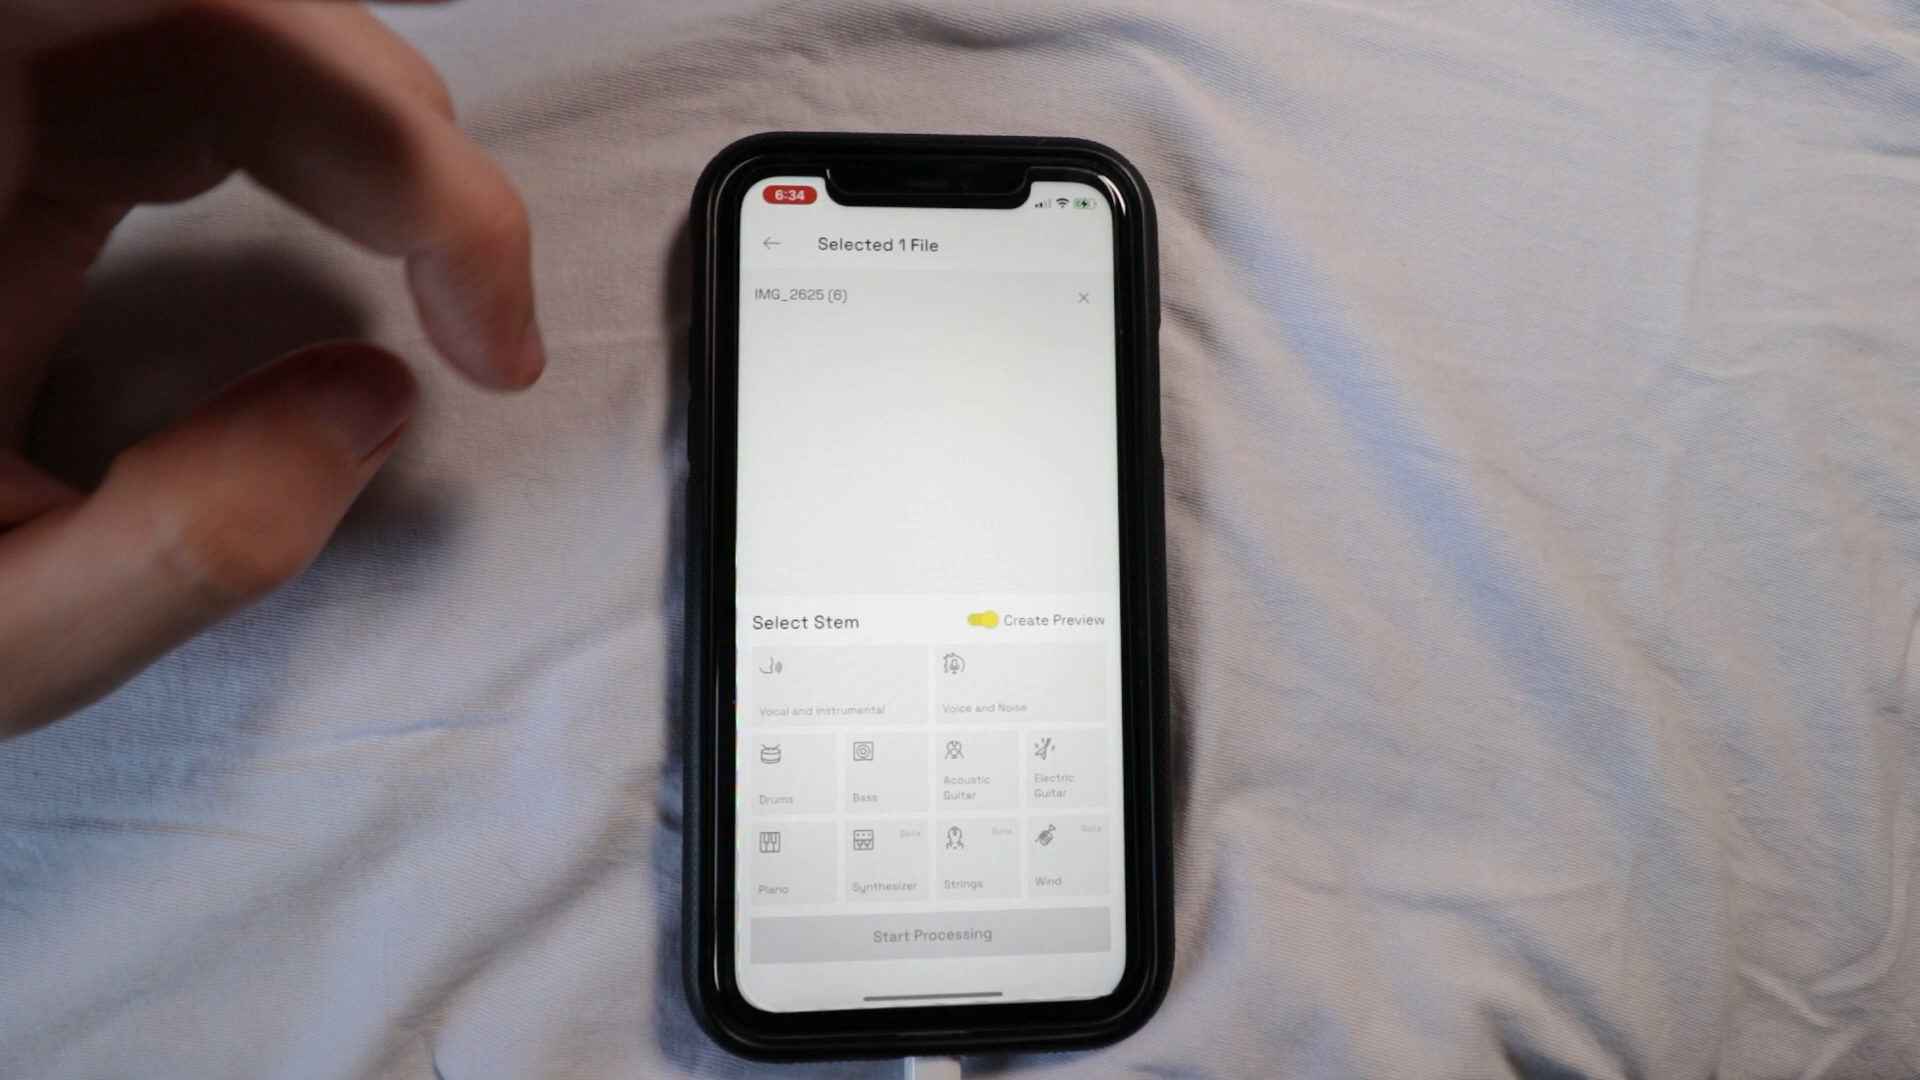 6:34
Selected 1 File
IMG_2625 (6)
Select Stem
Create Preview
Vocal and Instrumental
Voice and Noise
Drums
Bass
Acoustic
Guitar
Electric
Guitar
Piano
Beta
Synthesizer
Beta
Strings
Beta
Wind
Start Processing